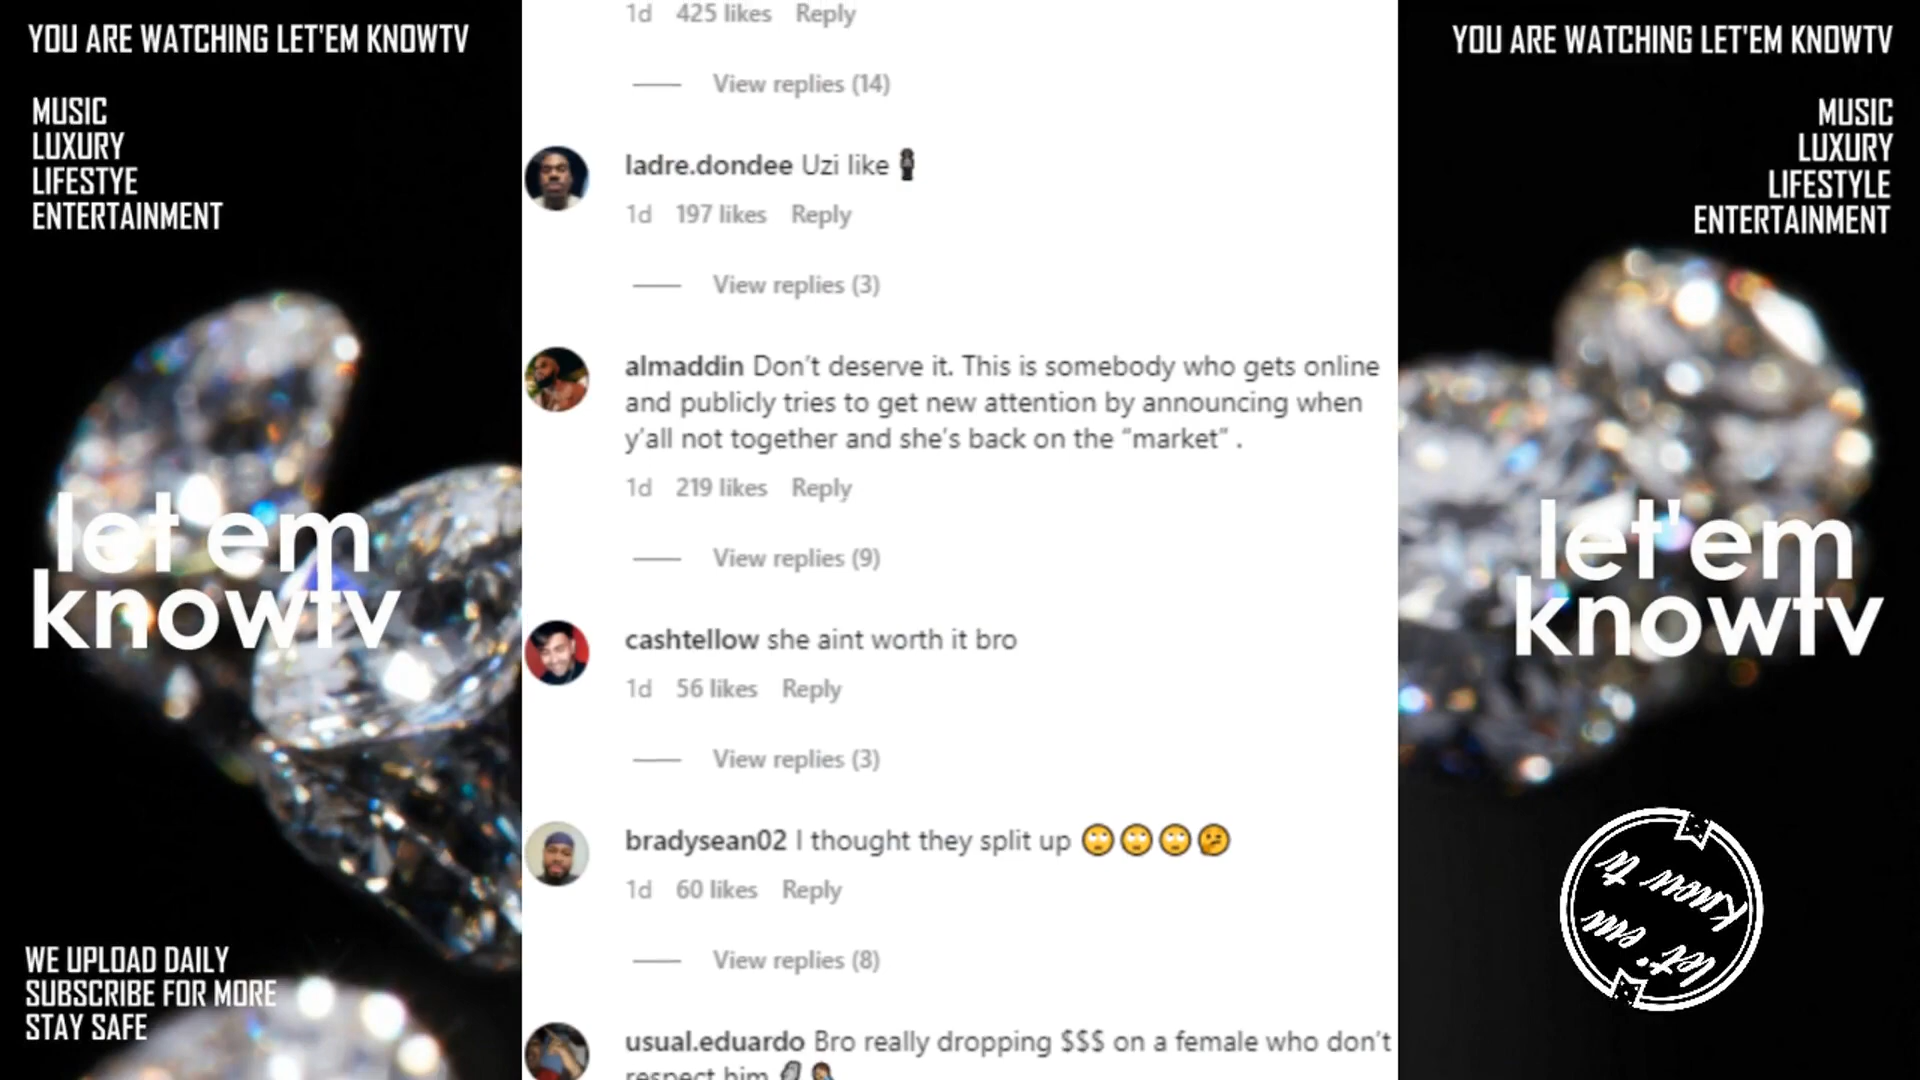 YOU ARE WATCHING LET'EM KNOWTV
MUSIC
LUXURY
LIFESTYE
ENTERTAINMENT
let'em
knowtv
WE UPLOAD DAILY
SUBSCRIBE FOR MORE
STAY SAFE
1d 425 likes Reply
View replies (14)
ladre.dondee Uzi like
1d 197 likes Reply
View replies (3)
almaddin Don't deserve it. This is somebody who gets online
and publicly tries to get new attention by announcing when
y'all not together and she's back on the “market” .
1d 219 likes Reply
View replies (9)
cashtellow she aint worth it bro
1d 56 likes Reply
View replies (3)
bradysean02 I thought they split up 🙄🙄🙄🤔
1d 60 likes Reply
View replies (8)
usual.eduardo Bro really dropping $$$ on a female who don't
respect him
YOU ARE WATCHING LET'EM KNOWTV
MUSIC
LUXURY
LIFESTYLE
ENTERTAINMENT
let'em
knowtv
let'em
know tv